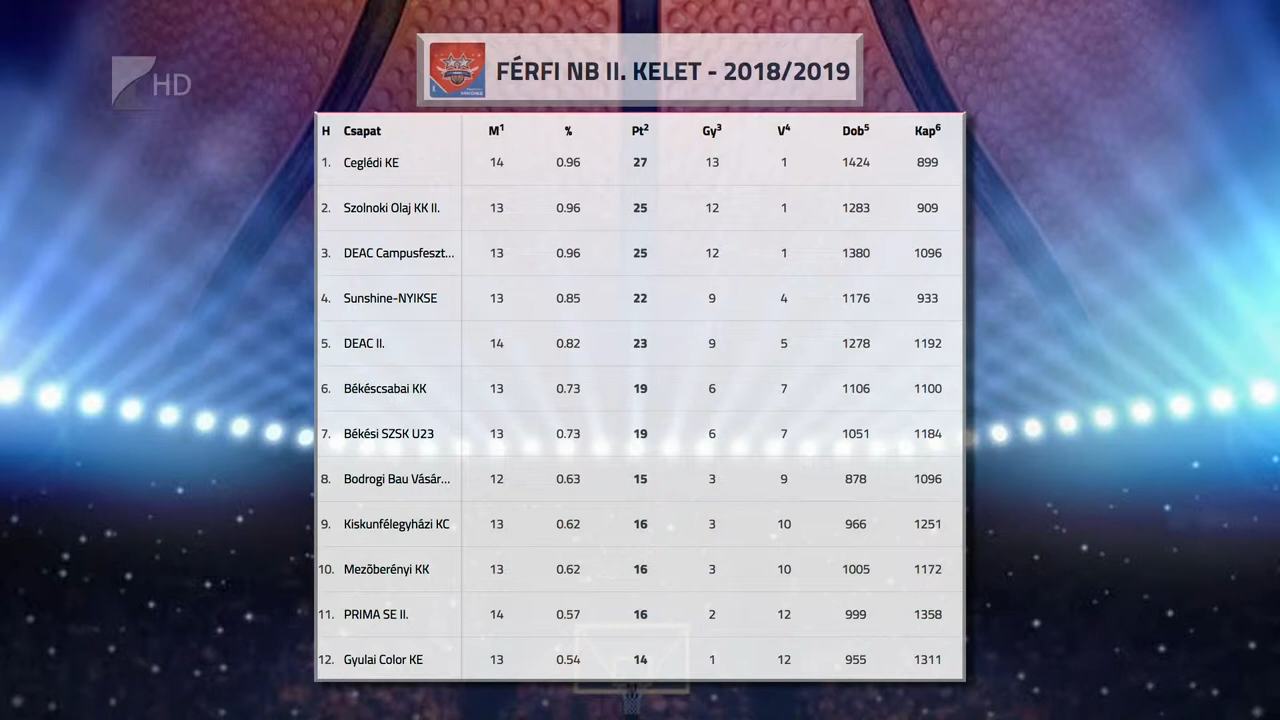 HD
FÉRFI NB II. KELET - 2018/2019
H Csapat M¹ % Pt² Gy³ V⁴ Dob⁵ Kap⁶
1. Ceglédi KE 14 0.96 27 13 1 1424 899
2. Szolnoki Olaj KK II. 13 0.96 25 12 1 1283 909
3. DEAC Campusfeszt... 13 0.96 25 12 1 1380 1096
4. Sunshine-NYIKSE 13 0.85 22 9 4 1176 933
5. DEAC II. 14 0.82 23 9 5 1278 1192
6. Békéscsabai KK 13 0.73 19 6 7 1106 1100
7. Békési SZSK U23 13 0.73 19 6 7 1051 1184
8. Bodrogi Bau Vásár... 12 0.63 15 3 9 878 1096
9. Kiskunfélegyházi KC 13 0.62 16 3 10 966 1251
10. Mezőberényi KK 13 0.62 16 3 10 1005 1172
11. PRIMA SE II. 14 0.57 16 2 12 999 1358
12. Gyulai Color KE 13 0.54 14 1 12 955 1311